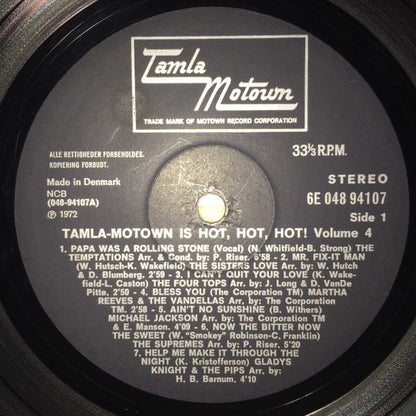 Tamla
Motown
TRADE MARK OF MOTOWN RECORD CORPORATION
ALLE RETTIGHEDER FORBEHOLDES.
KOPIERING FORBUDT.
33⅓ R.P.M.
Made in Denmark
NCB
(048-94107A)
℗ 1972
STEREO
6E 048 94107
Side 1
TAMLA-MOTOWN IS HOT, HOT, HOT! Volume 4
1. PAPA WAS A ROLLING STONE (Vocal) (N. Whitfield-B. Strong) THE
TEMPTATIONS Arr. & Cond. by: P. Riser. 6'58 - 2. MR. FIX-IT MAN
(W. Hutsch-K. Wakefield) THE SISTERS LOVE Arr. by: W. Hutch
& D. Blumberg, 2'59 - 3. I CAN'T QUIT YOUR LOVE (K. Wake-
field-L. Caston) THE FOUR TOPS Arr. by: J. Long & D. VanDe
Pitte, 2'50 - 4. BLESS YOU (The Corporation TM) MARTHA
REEVES & THE VANDELLAS Arr. by: The Corporation
TM. 2'58 - 5. AIN'T NO SUNSHINE (B. Withers)
MICHAEL JACKSON Arr. by: The Corporation TM
& E. Manson. 4'09 - 6. NOW THE BITTER NOW
THE SWEET (W. "Smokey" Robinson-C. Franklin)
THE SUPREMES Arr. by: P. Riser, 2'20
7. HELP ME MAKE IT THROUGH THE
NIGHT (K. Kristofferson) GLADYS
KNIGHT & THE PIPS Arr. by:
H. B. Barnum, 4'10